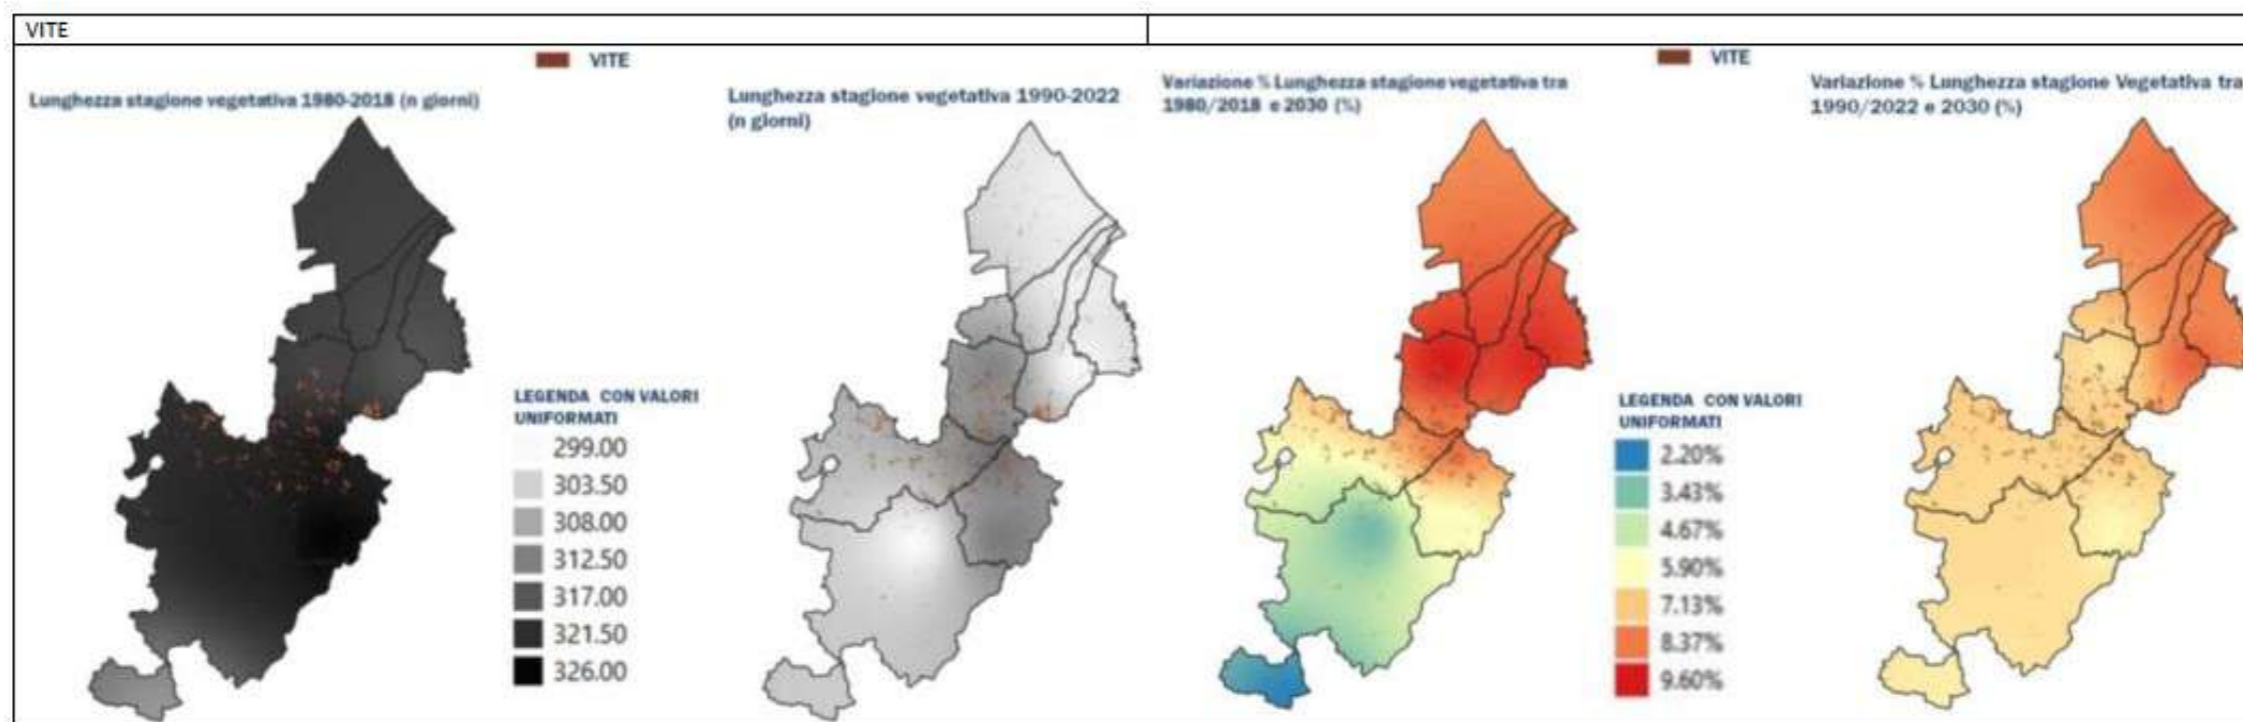 VITE
VITE
Lunghezza stagione vegetativa 1980-2018 (n giorni)
Lunghezza stagione vegetativa 1990-2022
(n giorni)
LEGENDA CON VALORI
UNIFORMATI
299.00
303.50
308.00
312.50
317.00
321.50
326.00
VITE
Variazione % Lunghezza stagione vegetativa tra
1980/2018 e 2030 (%)
Variazione % Lunghezza stagione Vegetativa tra
1990/2022 e 2030 (%)
LEGENDA CON VALORI
UNIFORMATI
2.20%
3.43%
4.67%
5.90%
7.13%
8.37%
9.60%